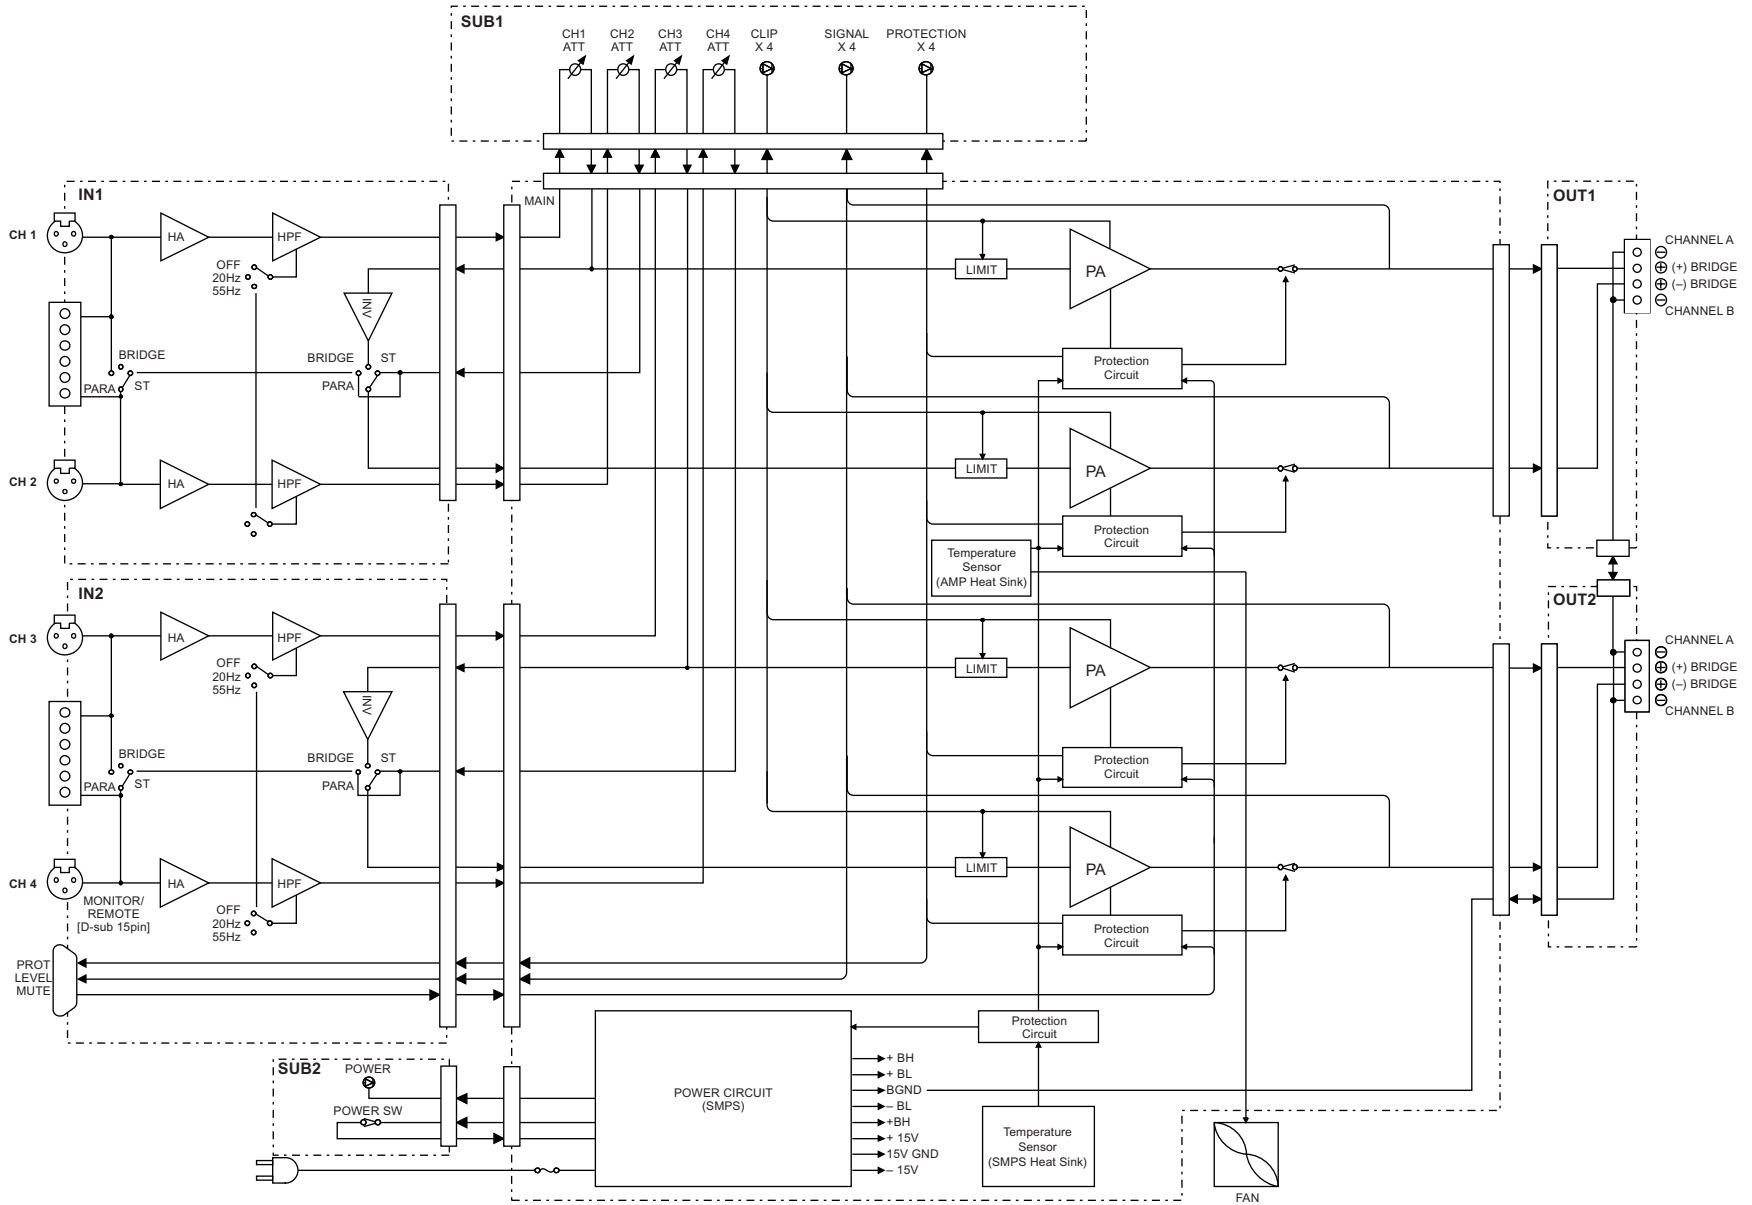 SUB1
CH1 ATT
CH2 ATT
CH3 ATT
CH4 ATT
CLIP X 4
SIGNAL X 4
PROTECTION X 4
IN1
MAIN
OUT1
CH 1
HA
HPF
OFF
20Hz
55Hz
INV
BRIDGE
PARA
ST
BRIDGE
PARA
ST
CH 2
HA
HPF
LIMIT
PA
Protection Circuit
LIMIT
PA
Protection Circuit
Temperature Sensor (AMP Heat Sink)
CHANNEL A
(+) BRIDGE
(–) BRIDGE
CHANNEL B
IN2
OUT2
CH 3
HA
HPF
OFF
20Hz
55Hz
INV
BRIDGE
PARA
ST
BRIDGE
PARA
ST
CH 4
HA
HPF
OFF
20Hz
55Hz
MONITOR/
REMOTE
[D-sub 15pin]
PROT
LEVEL
MUTE
LIMIT
PA
Protection Circuit
LIMIT
PA
Protection Circuit
CHANNEL A
(+) BRIDGE
(–) BRIDGE
CHANNEL B
SUB2
POWER
POWER SW
POWER CIRCUIT
(SMPS)
+ BH
+ BL
BGND
– BL
+BH
+ 15V
15V GND
– 15V
Protection Circuit
Temperature Sensor (SMPS Heat Sink)
FAN